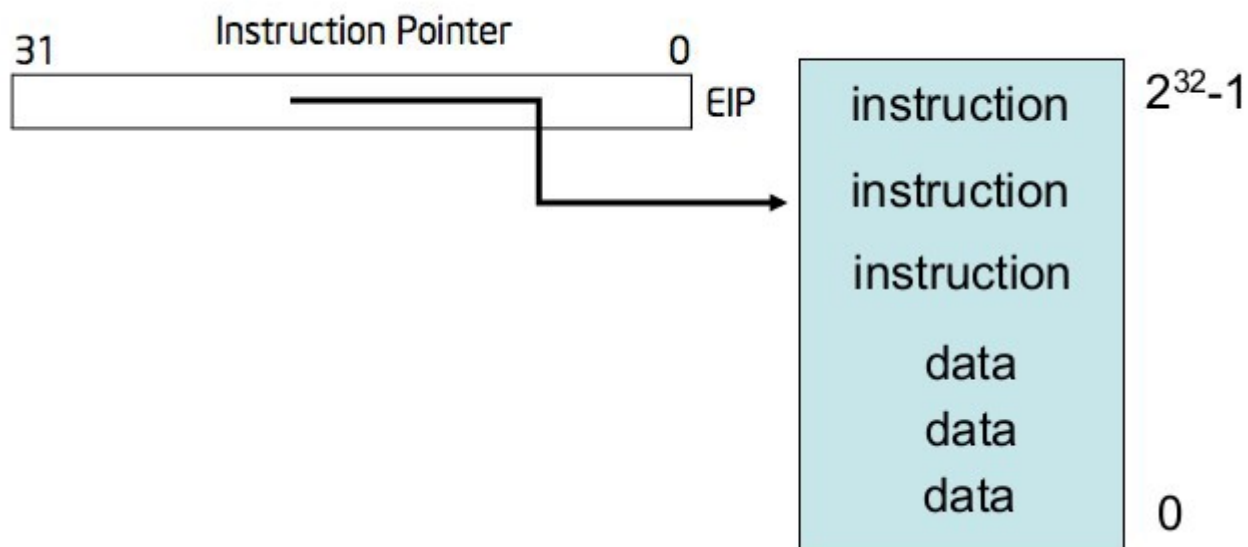 Instruction Pointer
31 0
EIP
instruction 2³²-1
instruction
instruction
data
data
data 0